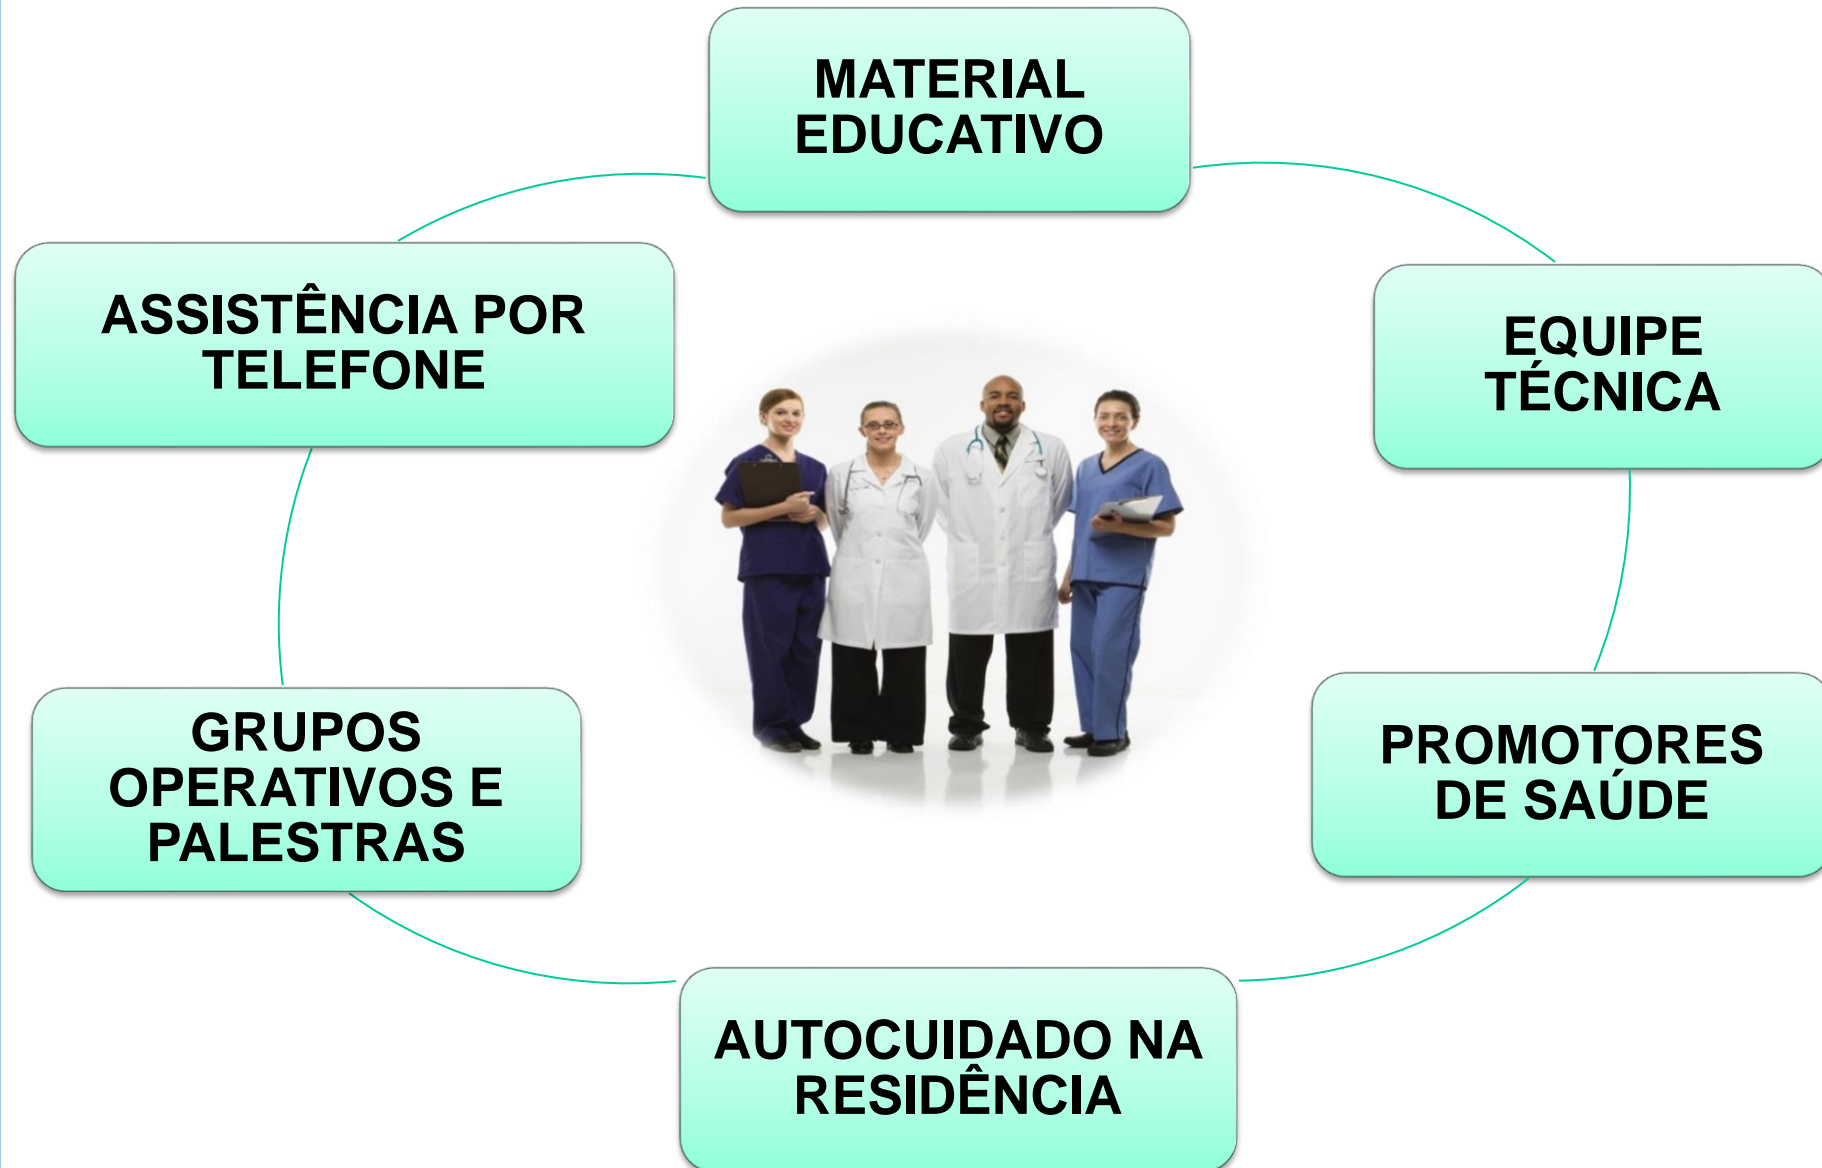 MATERIAL
EDUCATIVO
ASSISTÊNCIA POR
TELEFONE
EQUIPE
TÉCNICA
GRUPOS
OPERATIVOS E
PALESTRAS
PROMOTORES
DE SAÚDE
AUTOCUIDADO NA
RESIDÊNCIA